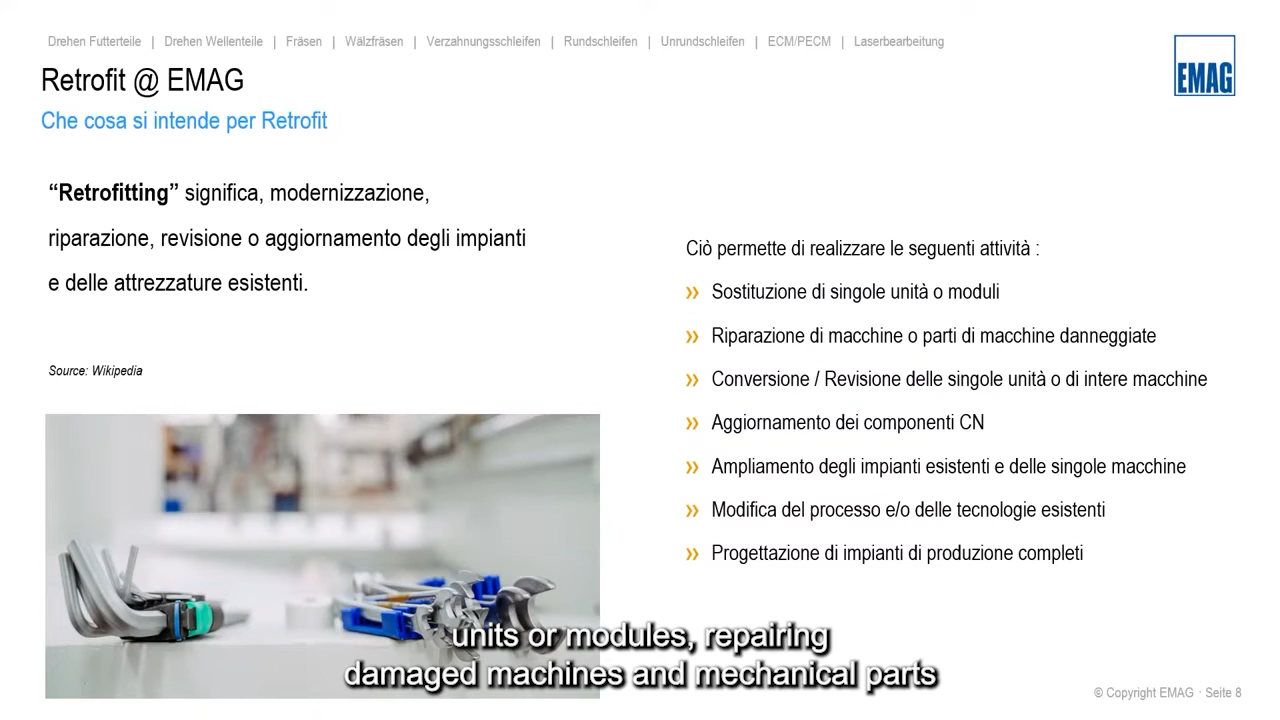 Drehen Futterteile | Drehen Wellenteile | Fräsen | Wälzfräsen | Verzahnungsschleifen | Rundschleifen | Unrundschleifen | ECM/PECM | Laserbearbeitung
EMAG
Retrofit @ EMAG
Che cosa si intende per Retrofit
“Retrofitting” significa, modernizzazione,
riparazione, revisione o aggiornamento degli impianti
e delle attrezzature esistenti.
Source: Wikipedia
Ciò permette di realizzare le seguenti attività :
Sostituzione di singole unità o moduli
Riparazione di macchine o parti di macchine danneggiate
Conversione / Revisione delle singole unità o di intere macchine
Aggiornamento dei componenti CN
Ampliamento degli impianti esistenti e delle singole macchine
Modifica del processo e/o delle tecnologie esistenti
Progettazione di impianti di produzione completi
units or modules, repairing
damaged machines and mechanical parts
© Copyright EMAG · Seite 8